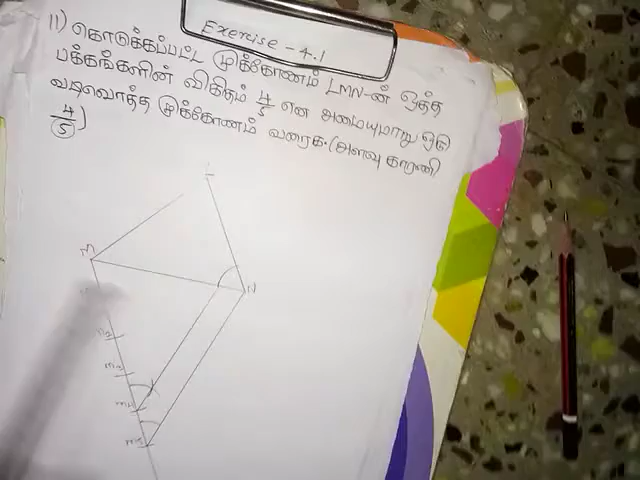 Exercise - 4.1
11) கொடுக்கப்பட்ட முக்கோணம் LMN-ன் ஒத்த
பக்கங்களின் விகிதம் 4/5 என அமையுமாறு ஒரு
வடிவொத்த முக்கோணம் வரைக. (அளவு காரணி
4/5)
L
M
N